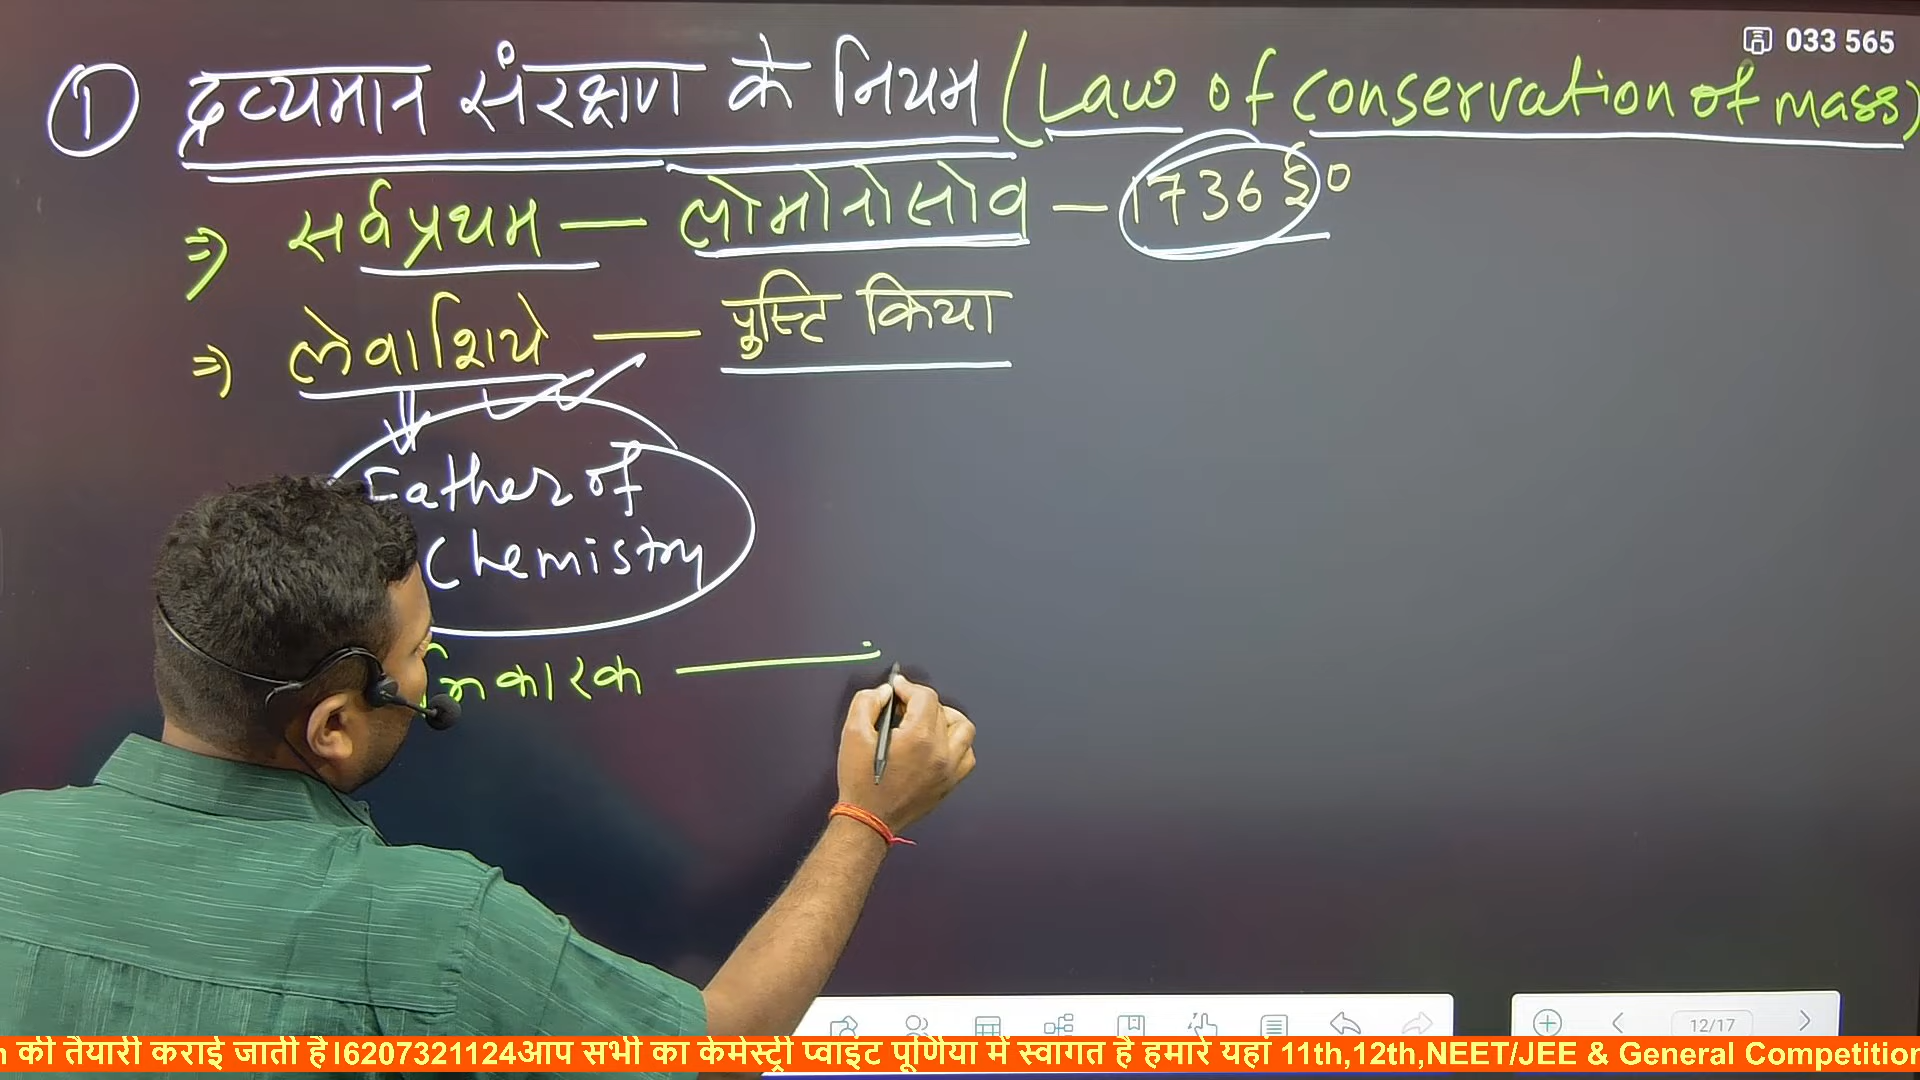 033 565
① द्रव्यमान संरक्षण के नियम (Law of conservation of mass)
⇒ सर्वप्रथम — लोमोनोसोव — 1736 ई०
⇒ लेवाशिये — पुस्टि किया
Father of
Chemistry
कारक —
12/17
की तैयारी कराई जाती है l6207321124आप सभी का केमेस्ट्री प्वाइंट पूर्णिया में स्वागत है हमारे यहां 11th,12th,NEET/JEE & General Competition